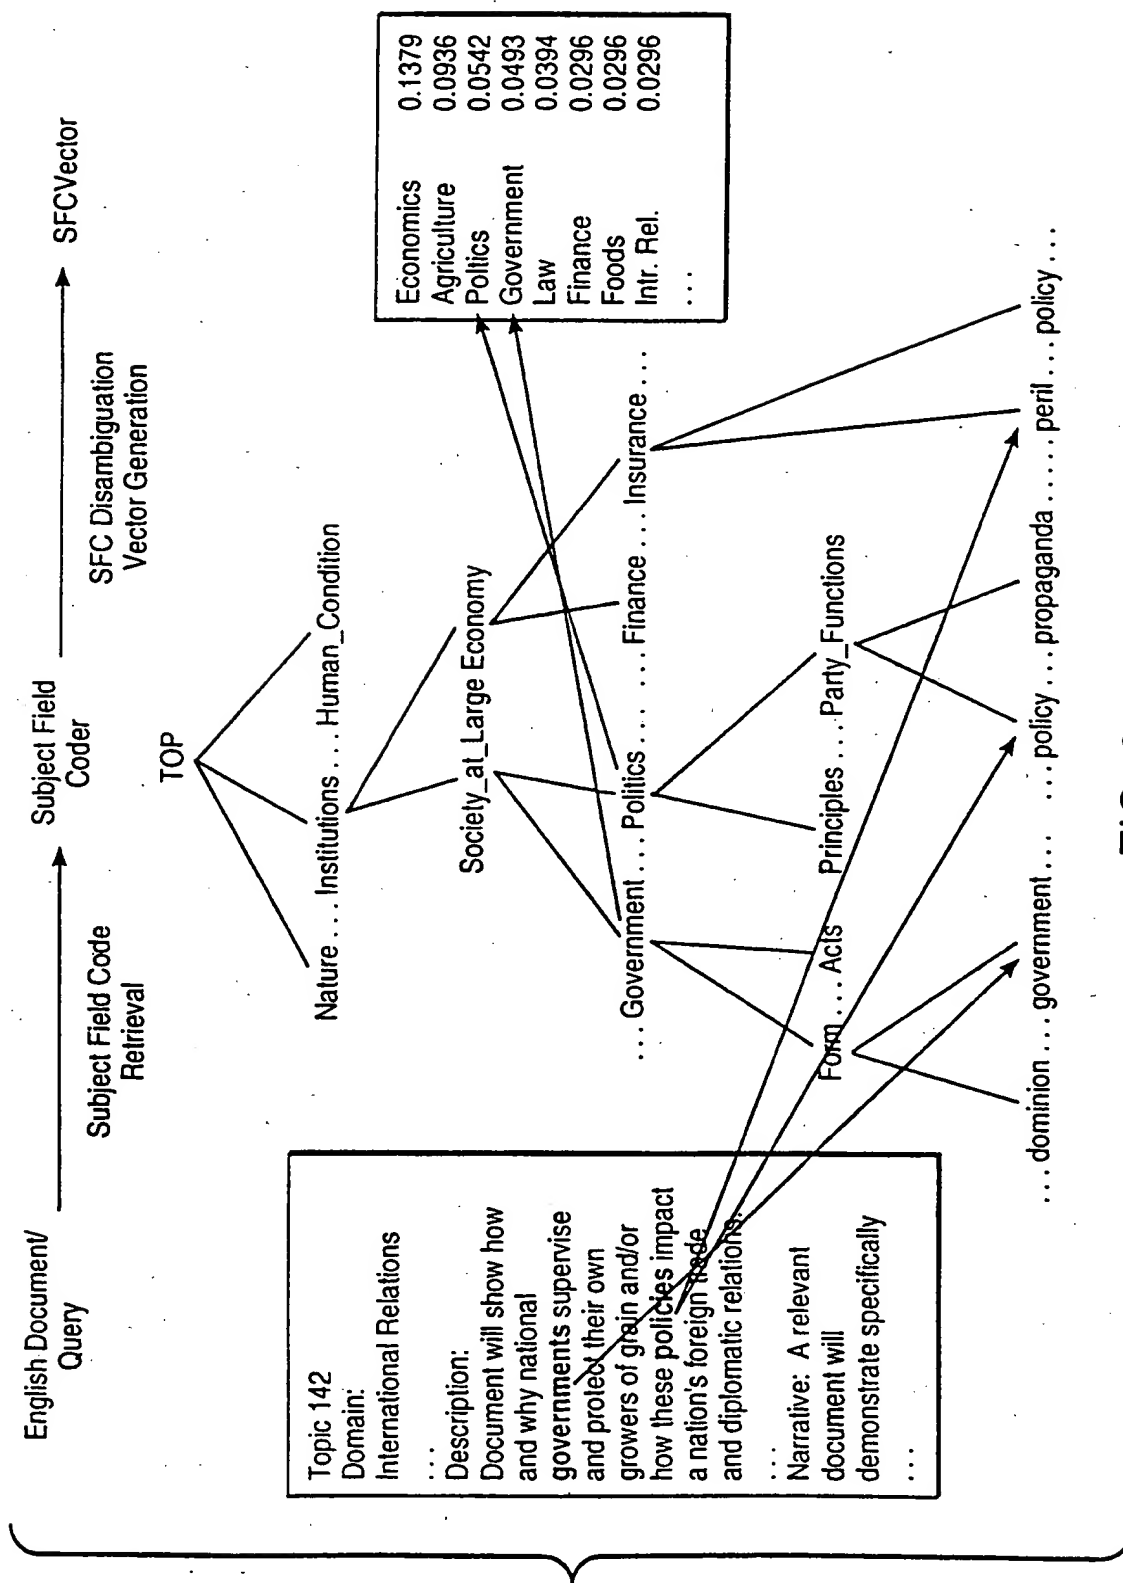 English Document/
Query
Subject Field Code
Retrieval
Subject Field
Coder
SFC Disambiguation
Vector Generation
SFCVector
Topic 142
Domain:
International Relations
...
Description:
Document will show how
and why national
governments supervise
and protect their own
growers of grain and/or
how these policies impact
a nation's foreign trade
and diplomatic relations.
...
Narrative: A relevant
document will
demonstrate specifically
...
TOP
Nature ... Institutions ... Human_Condition
Society_at_Large Economy
... Government .... Politics ..... Finance .... Insurance ...
Form ... Acts Principles .... Party_Functions
... dominion .... government ... ... policy ... propaganda ...... peril ... policy ...
Economics 0.1379
Agriculture 0.0936
Poltics 0.0542
Government 0.0493
Law 0.0394
Finance 0.0296
Foods 0.0296
Intr. Rel. 0.0296
...